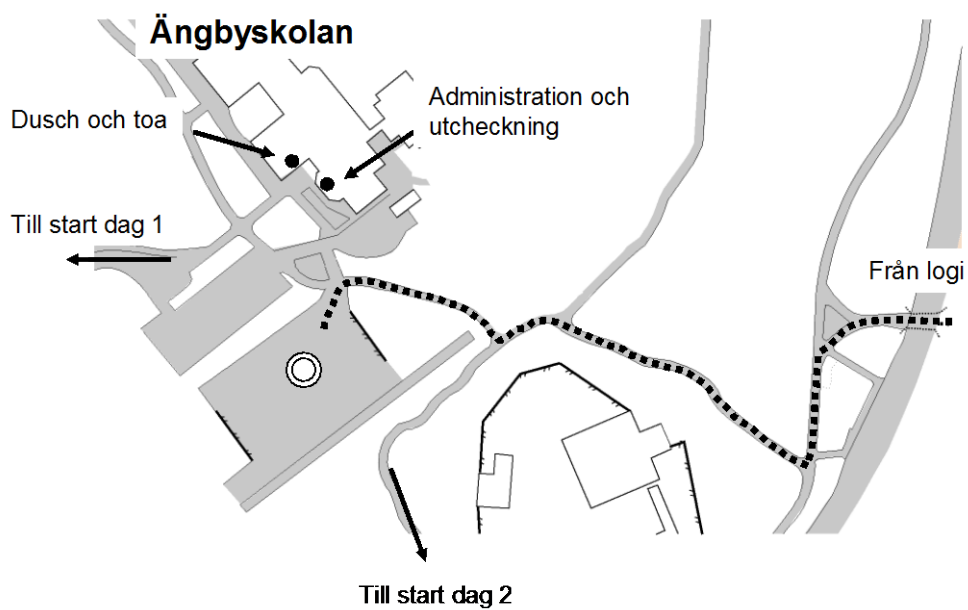 Ängbyskolan
Administration och
utcheckning
Dusch och toa
Till start dag 1
Från logi
Till start dag 2